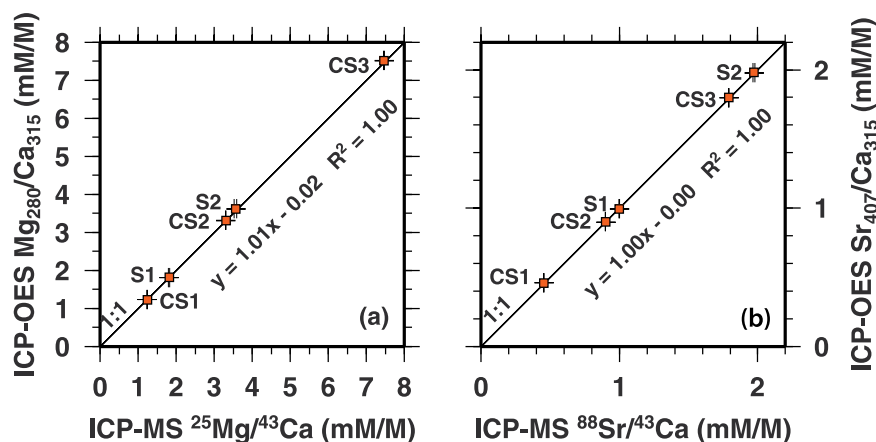 ICP-OES Mg₂₈₀/Ca₃₁₅ (mM/M)
8
7
6
5
4
3
2
1
0
CS3
S2
CS2
S1
CS1
1:1
y = 1.01x - 0.02 R² = 1.00
(a)
0 1 2 3 4 5 6 7 8
ICP-MS ²⁵Mg/⁴³Ca (mM/M)
S2
CS3
S1
CS2
CS1
1:1
y = 1.00x - 0.00 R² = 1.00
(b)
0 1 2
ICP-MS ⁸⁸Sr/⁴³Ca (mM/M)
2
1
0
ICP-OES Sr₄₀₇/Ca₃₁₅ (mM/M)